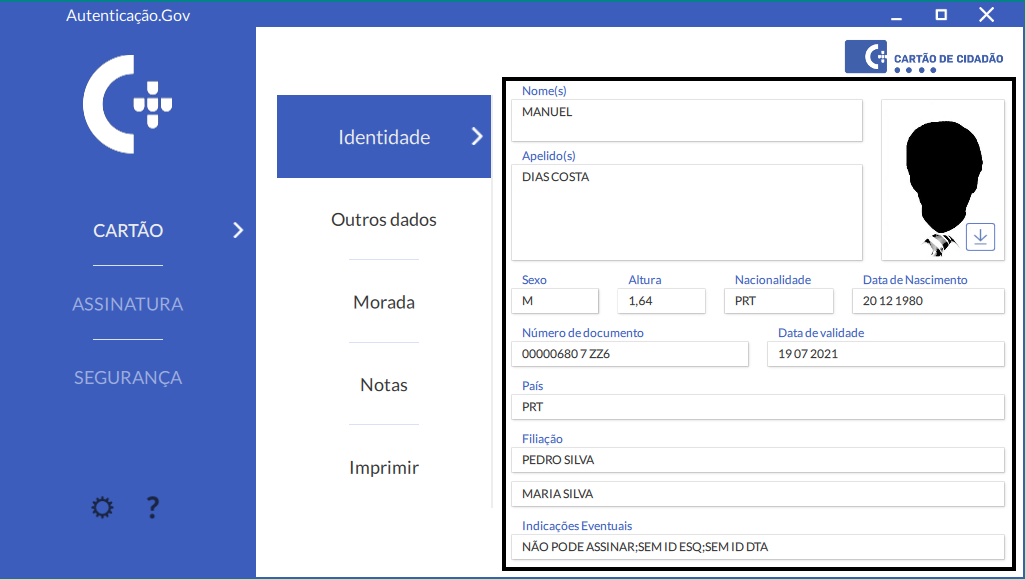 Autenticação.Gov
CARTÃO DE CIDADÃO
CARTÃO
ASSINATURA
SEGURANÇA
?
Identidade
Outros dados
Morada
Notas
Imprimir
Nome(s)
MANUEL
Apelido(s)
DIAS COSTA
Sexo Altura Nacionalidade Data de Nascimento
M 1,64 PRT 20 12 1980
Número de documento Data de validade
00000680 7 ZZ6 19 07 2021
País
PRT
Filiação
PEDRO SILVA
MARIA SILVA
Indicações Eventuais
NÃO PODE ASSINAR;SEM ID ESQ;SEM ID DTA